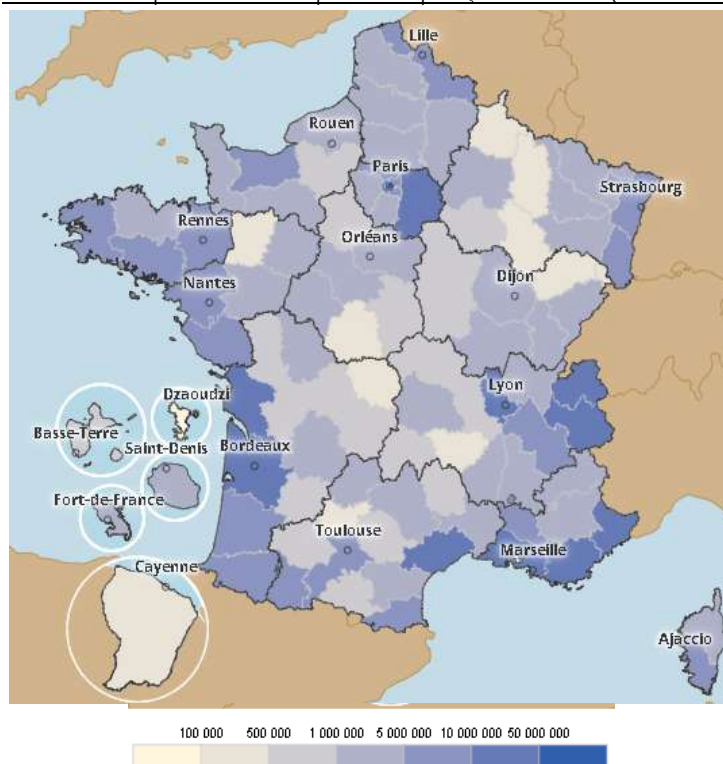 Lille
Rouen
Paris
Strasbourg
Rennes
Orléans
Dijon
Nantes
Dzaoudzi
Lyon
Basse-Terre
Saint-Denis
Bordeaux
Fort-de-France
Toulouse
Marseille
Cayenne
Ajaccio
100 000 500 000 1 000 000 5 000 000 10 000 000 50 000 000